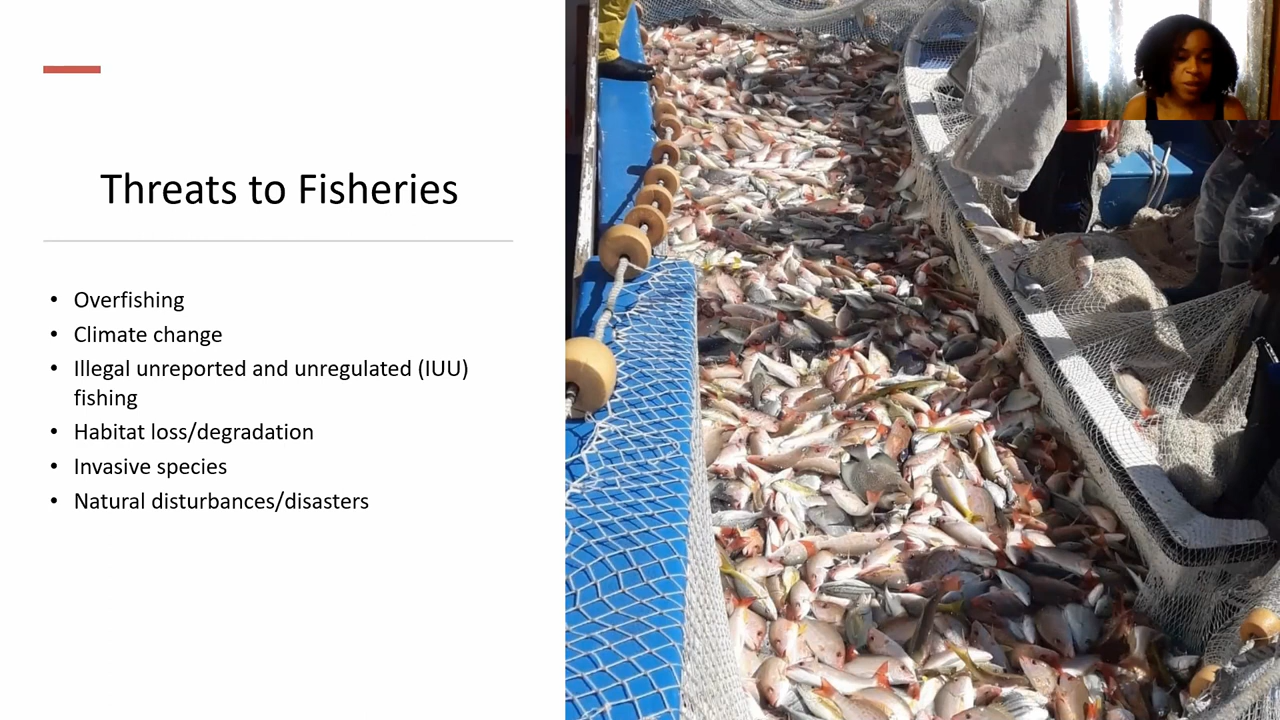 Threats to Fisheries
• Overfishing
• Climate change
• Illegal unreported and unregulated (IUU)
fishing
• Habitat loss/degradation
• Invasive species
• Natural disturbances/disasters